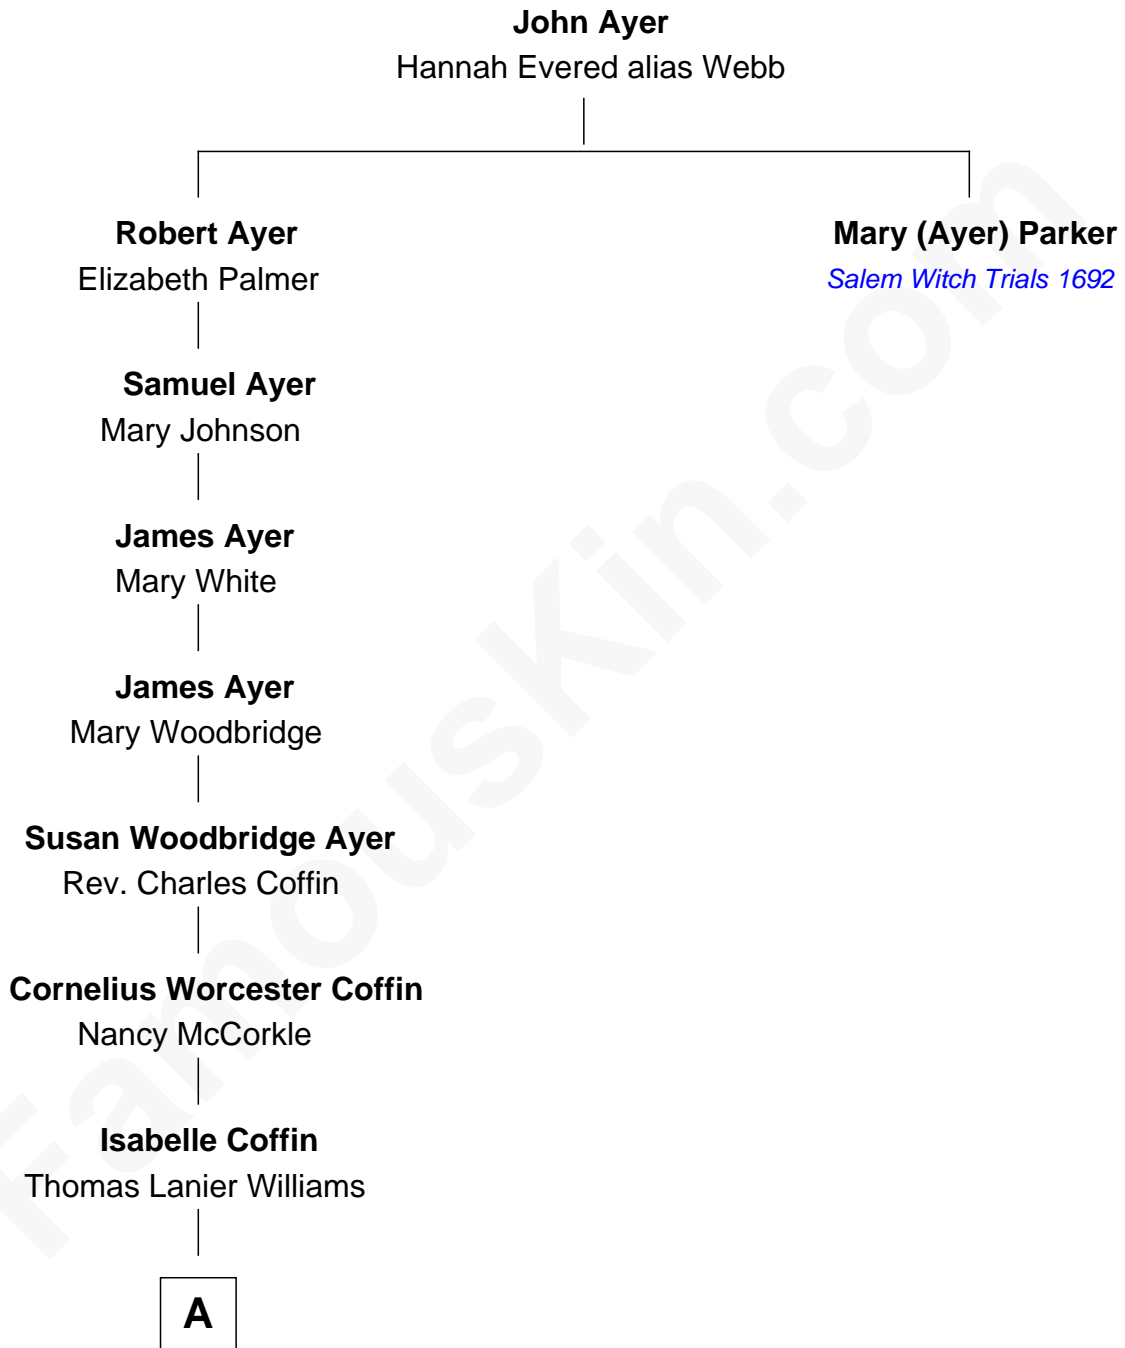 John Ayer
Hannah Evered alias Webb
Robert Ayer
Elizabeth Palmer
Mary (Ayer) Parker
Salem Witch Trials 1692
Samuel Ayer
Mary Johnson
James Ayer
Mary White
James Ayer
Mary Woodbridge
Susan Woodbridge Ayer
Rev. Charles Coffin
Cornelius Worcester Coffin
Nancy McCorkle
Isabelle Coffin
Thomas Lanier Williams
A
FamousKin.com